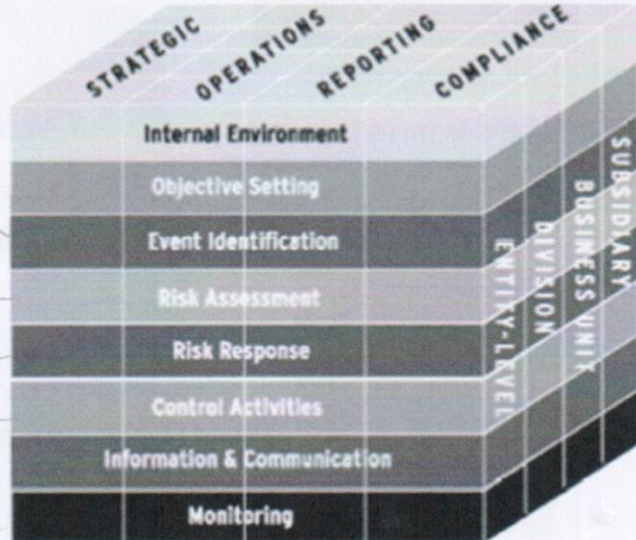 STRATEGIC
OPERATIONS
REPORTING
COMPLIANCE
Internal Environment
Objective Setting
Event Identification
Risk Assessment
Risk Response
Control Activities
Information & Communication
Monitoring
ENTITY-LEVEL
DIVISION
BUSINESS UNIT
SUBSIDIARY